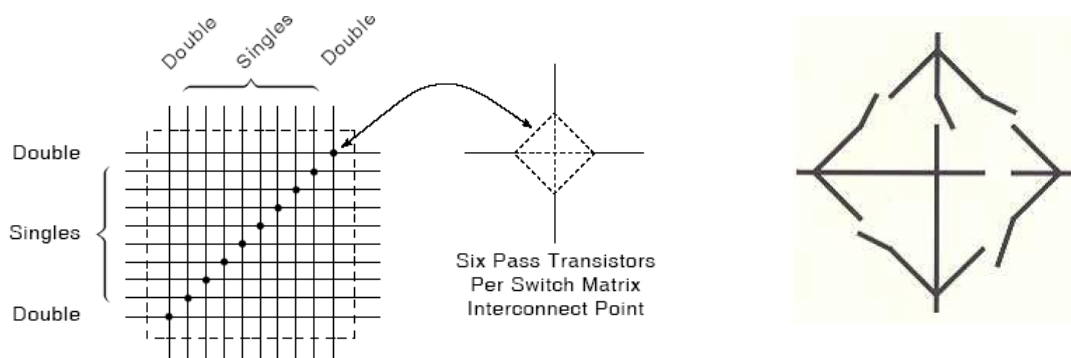 Double
Singles
Double
Double
Singles
Double
Six Pass Transistors
Per Switch Matrix
Interconnect Point